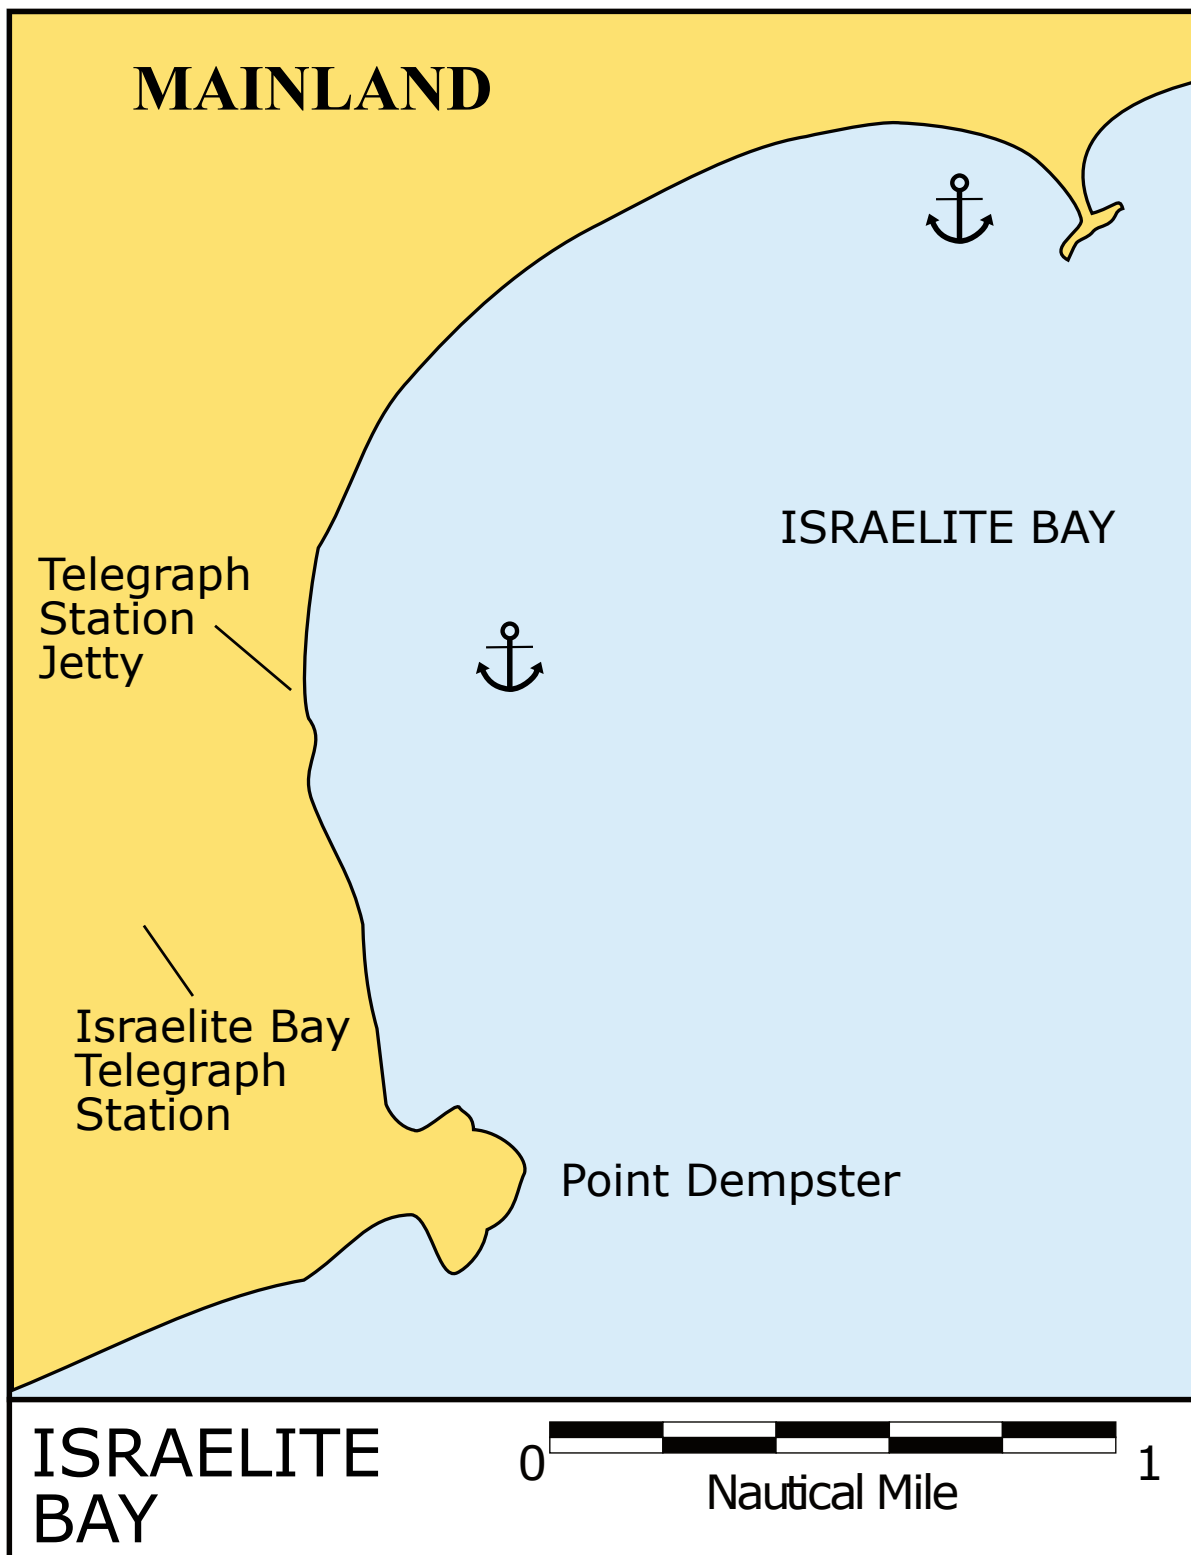 MAINLAND
ISRAELITE BAY
Telegraph
Station
Jetty
Israelite Bay
Telegraph
Station
Point Dempster
ISRAELITE
BAY
0
1
Nautical Mile